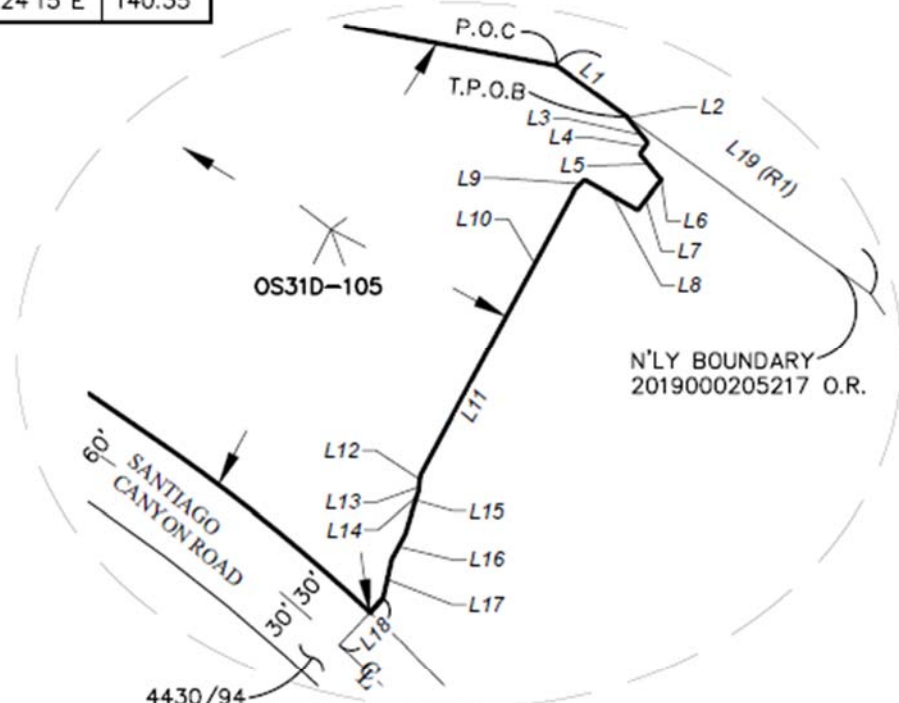 24'15"E 140.35
P.O.C
L1
T.P.O.B
L2
L3
L4
L19 (R1)
L5
L9
L6
L10
L7
L8
OS31D-105
N'LY BOUNDARY
2019000205217 O.R.
L11
60'
SANTIAGO
CANYON ROAD
L12
L13
L15
L14
L16
30'
30'
L17
L18
℄
4430/94